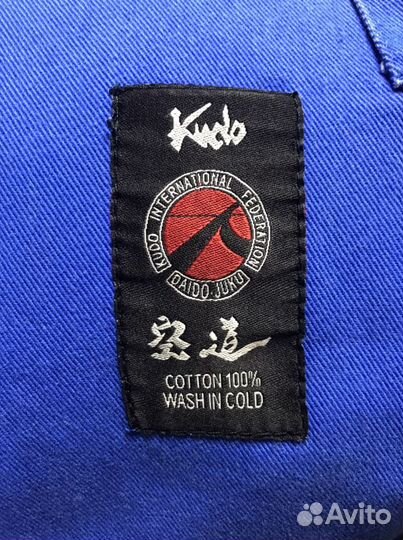 Kudo
KUDO INTERNATIONAL FEDERATION
DAIDO-JUKU
空道
COTTON 100%
WASH IN COLD
Avito